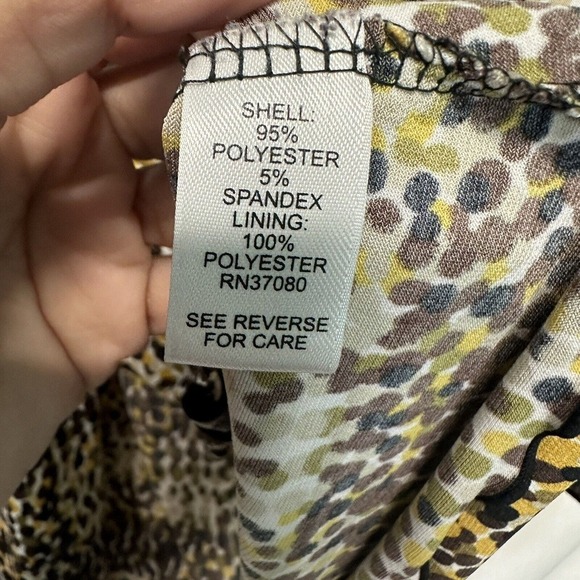 SHELL:
95%
POLYESTER
5%
SPANDEX
LINING:
100%
POLYESTER
RN37080
SEE REVERSE
FOR CARE